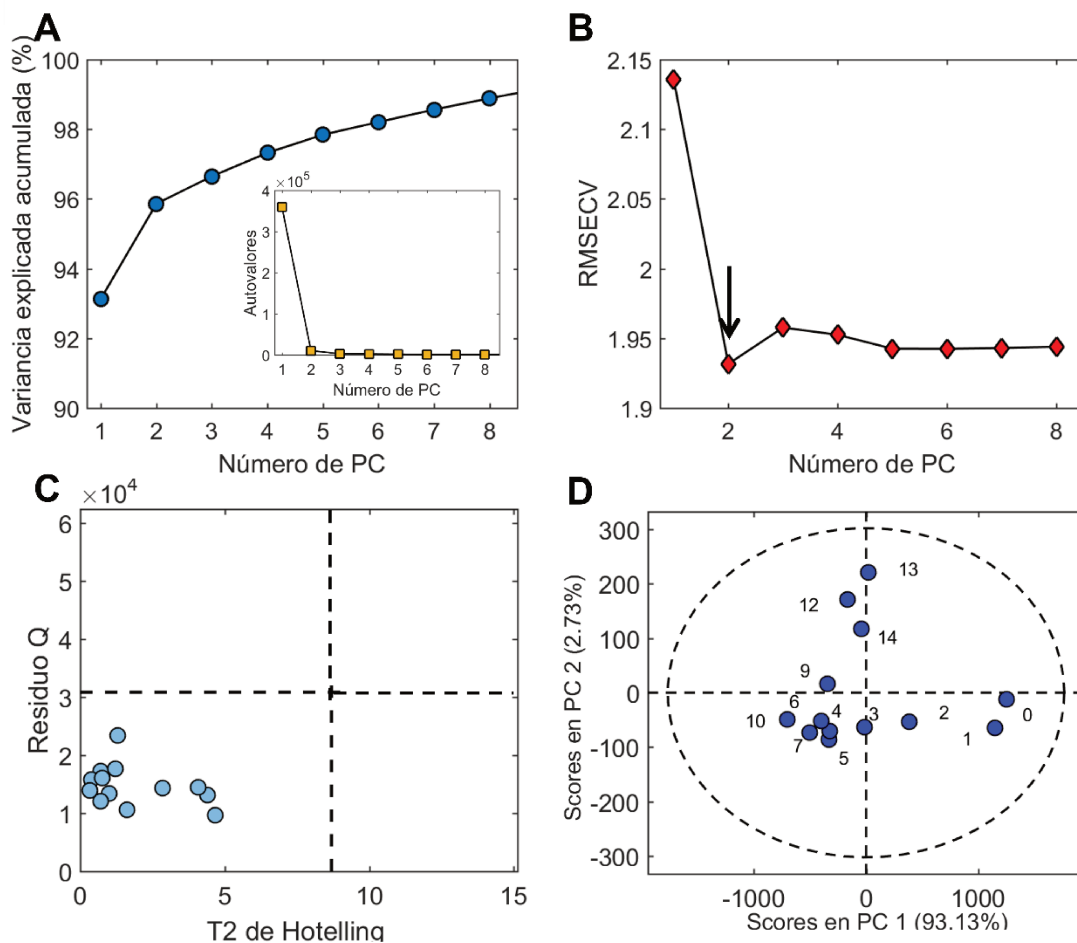 A
Variancia explicada acumulada (%)
100
98
96
94
92
90
1 2 3 4 5 6 7 8
Número de PC
×10⁵
4
3
2
1
0
Autovalores
1 2 3 4 5 6 7 8
Número de PC
B
RMSECV
2.15
2.1
2.05
2
1.95
1.9
2 4 6 8
Número de PC
C
×10⁴
Residuo Q
6
5
4
3
2
1
0
0 5 10 15
T2 de Hotelling
D
Scores en PC 2 (2.73%)
300
200
100
0
-100
-200
-300
13
12
14
9
6
4
3
2
0
10
7
5
1
-1000 0 1000
Scores en PC 1 (93.13%)